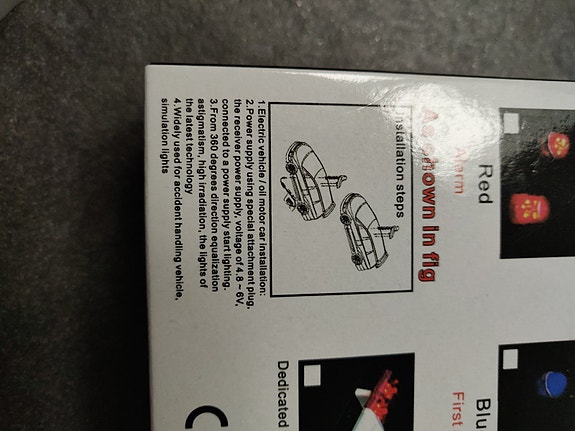 Red
Alerm
As shown in fig
Installation steps
1.Electric vehicle / oil motor car installation:
2.Power supply using special attachment plug,
the receiver power supply, voltage of 4.8 ~ 6V,
connected to a power supply start lighting.
3.From 360 degrees direction equalization
astigmatism, high irradiation, the lights of
the latest technology
4.Widely used for accident handling vehicle,
simulation lights
Blu
First
Dedicated
CE